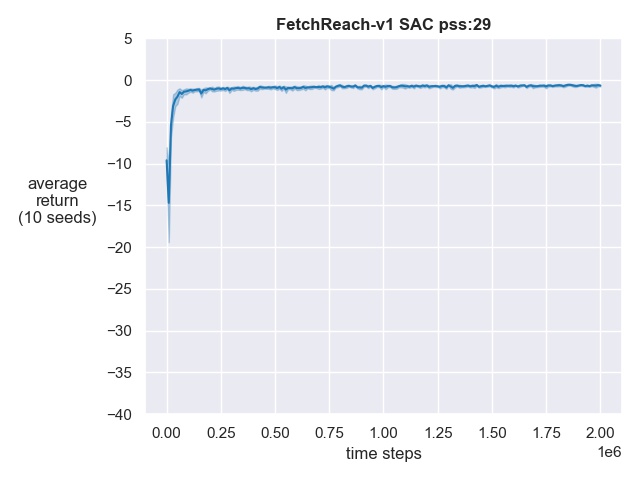 FetchReach-v1 SAC pss:29
5
0
−5
−10
−15
−20
−25
−30
−35
−40
average
return
(10 seeds)
0.00 0.25 0.50 0.75 1.00 1.25 1.50 1.75 2.00
1e6
time steps